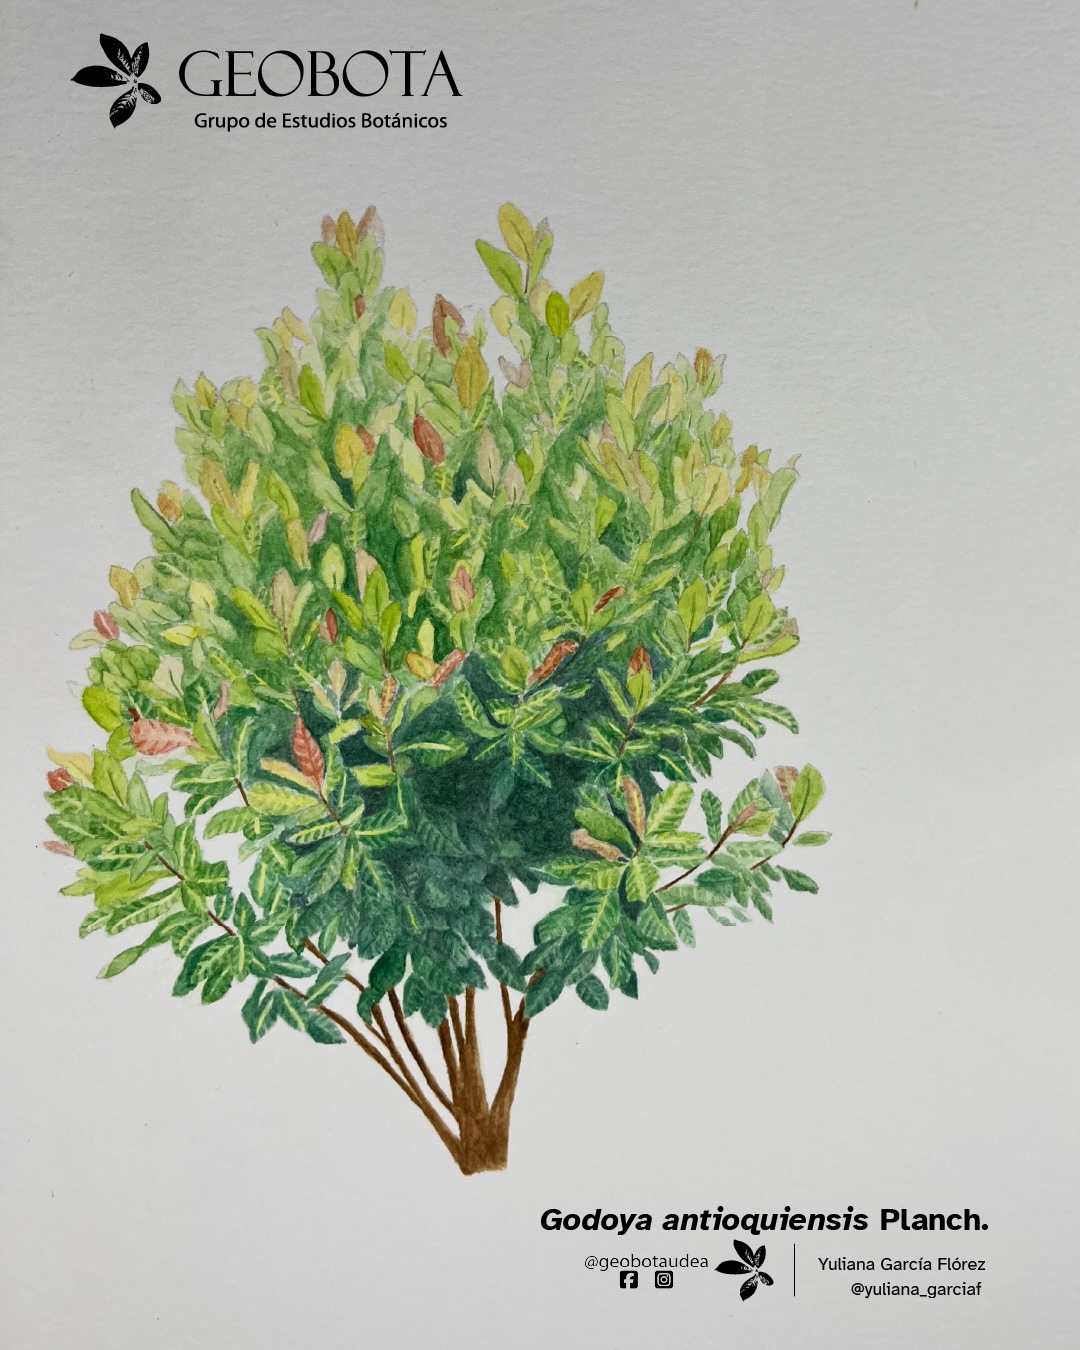 GEOBOTA
Grupo de Estudios Botánicos
Godoya antioquiensis Planch.
@geobotaudea
Yuliana García Flórez
@yuliana_garciaf